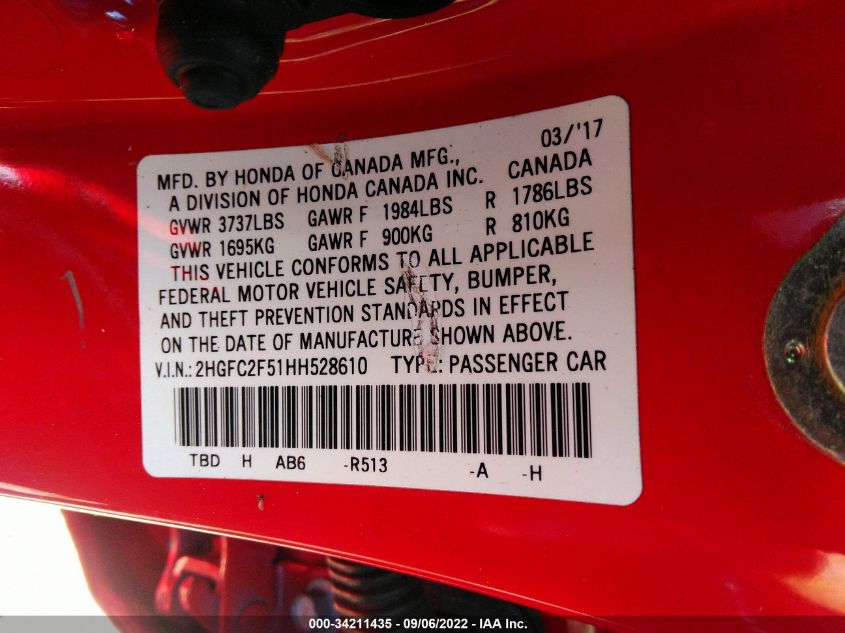 03/'17
MFD. BY HONDA OF CANADA MFG.,
A DIVISION OF HONDA CANADA INC. CANADA
GVWR 3737LBS GAWR F 1984LBS R 1786LBS
GVWR 1695KG GAWR F 900KG R 810KG
THIS VEHICLE CONFORMS TO ALL APPLICABLE
FEDERAL MOTOR VEHICLE SAFETY, BUMPER,
AND THEFT PREVENTION STANDARDS IN EFFECT
ON THE DATE OF MANUFACTURE SHOWN ABOVE.
V.I.N.: 2HGFC2F51HH528610 TYPE: PASSENGER CAR
TBD H AB6 -R513 -A -H
000-34211435 - 09/06/2022 - IAA Inc.